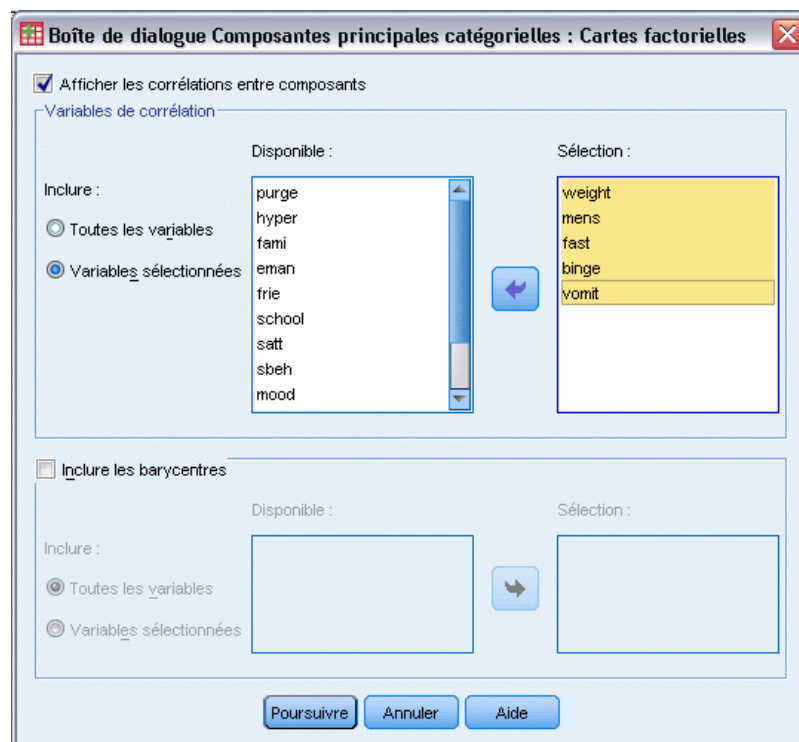 Boîte de dialogue Composantes principales catégorielles : Cartes factorielles
Afficher les corrélations entre composants
Variables de corrélation
Disponible :
Sélection :
Inclure :
Toutes les variables
Variables sélectionnées
purge
hyper
fami
eman
frie
school
satt
sbeh
mood
weight
mens
fast
binge
vomit
Inclure les barycentres
Disponible :
Sélection :
Inclure :
Toutes les variables
Variables sélectionnées
Poursuivre
Annuler
Aide